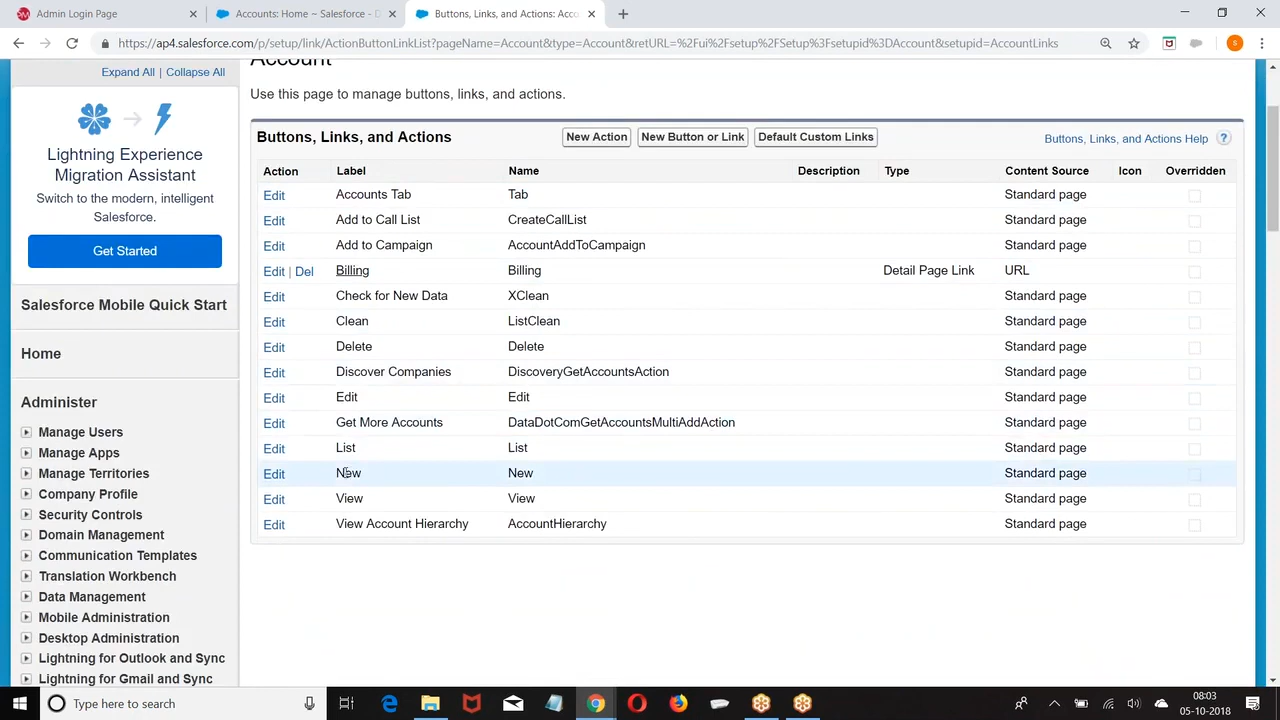 Admin Login Page
Accounts: Home ~ Salesforce - D
Buttons, Links, and Actions: Acco
https://ap4.salesforce.com/p/setup/link/ActionButtonLinkList?pageName=Account&type=Account&retURL=%2Fui%2Fsetup%2FSetup%3Fsetupid%3DAccount&setupid=AccountLinks
S
Expand All | Collapse All
Account
Use this page to manage buttons, links, and actions.
Lightning Experience
Migration Assistant
Switch to the modern, intelligent
Salesforce.
Get Started
Salesforce Mobile Quick Start
Home
Administer
Manage Users
Manage Apps
Manage Territories
Company Profile
Security Controls
Domain Management
Communication Templates
Translation Workbench
Data Management
Mobile Administration
Desktop Administration
Lightning for Outlook and Sync
Lightning for Gmail and Sync
Buttons, Links, and Actions New Action New Button or Link Default Custom Links Buttons, Links, and Actions Help ?
Action Label Name Description Type Content Source Icon Overridden
Edit Accounts Tab Tab Standard page
Edit Add to Call List CreateCallList Standard page
Edit Add to Campaign AccountAddToCampaign Standard page
Edit | Del Billing Billing Detail Page Link URL
Edit Check for New Data XClean Standard page
Edit Clean ListClean Standard page
Edit Delete Delete Standard page
Edit Discover Companies DiscoveryGetAccountsAction Standard page
Edit Edit Edit Standard page
Edit Get More Accounts DataDotComGetAccountsMultiAddAction Standard page
Edit List List Standard page
Edit New New Standard page
Edit View View Standard page
Edit View Account Hierarchy AccountHierarchy Standard page
Type here to search
08:03
05-10-2018